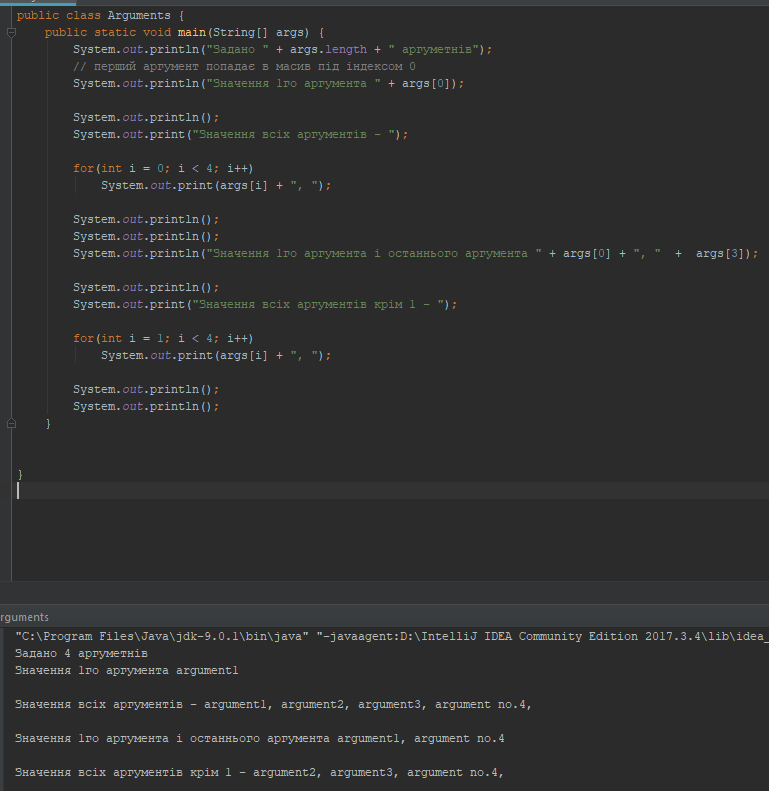 public class Arguments {
public static void main(String[] args) {
System.out.println("Задано " + args.length + " аргуметнів");
// перший аргумент попадає в масив під індексом 0
System.out.println("Значення 1го аргумента " + args[0]);
System.out.println();
System.out.print("Значення всіх аргументів - ");
for(int i = 0; i < 4; i++)
System.out.print(args[i] + ", ");
System.out.println();
System.out.println();
System.out.println("Значення 1го аргумента і останнього аргумента " + args[0] + ", " + args[3]);
System.out.println();
System.out.print("Значення всіх аргументів крім 1 - ");
for(int i = 1; i < 4; i++)
System.out.print(args[i] + ", ");
System.out.println();
System.out.println();
}
}
rguments
"C:\Program Files\Java\jdk-9.0.1\bin\java" "-javaagent:D:\IntelliJ IDEA Community Edition 2017.3.4\lib\idea_
Задано 4 аргуметнів
Значення 1го аргумента argument1
Значення всіх аргументів - argument1, argument2, argument3, argument no.4,
Значення 1го аргумента і останнього аргумента argument1, argument no.4
Значення всіх аргументів крім 1 - argument2, argument3, argument no.4,